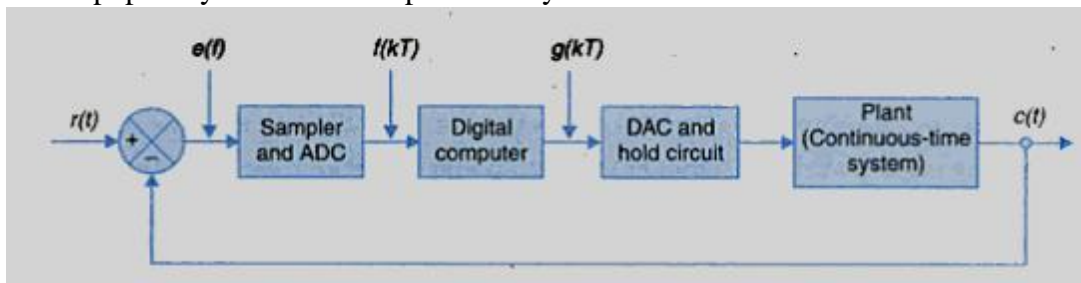 e(f)
f(kT)
g(kT)
r(t)
+
−
Sampler
and ADC
Digital
computer
DAC and
hold circuit
Plant
(Continuous-time
system)
c(t)